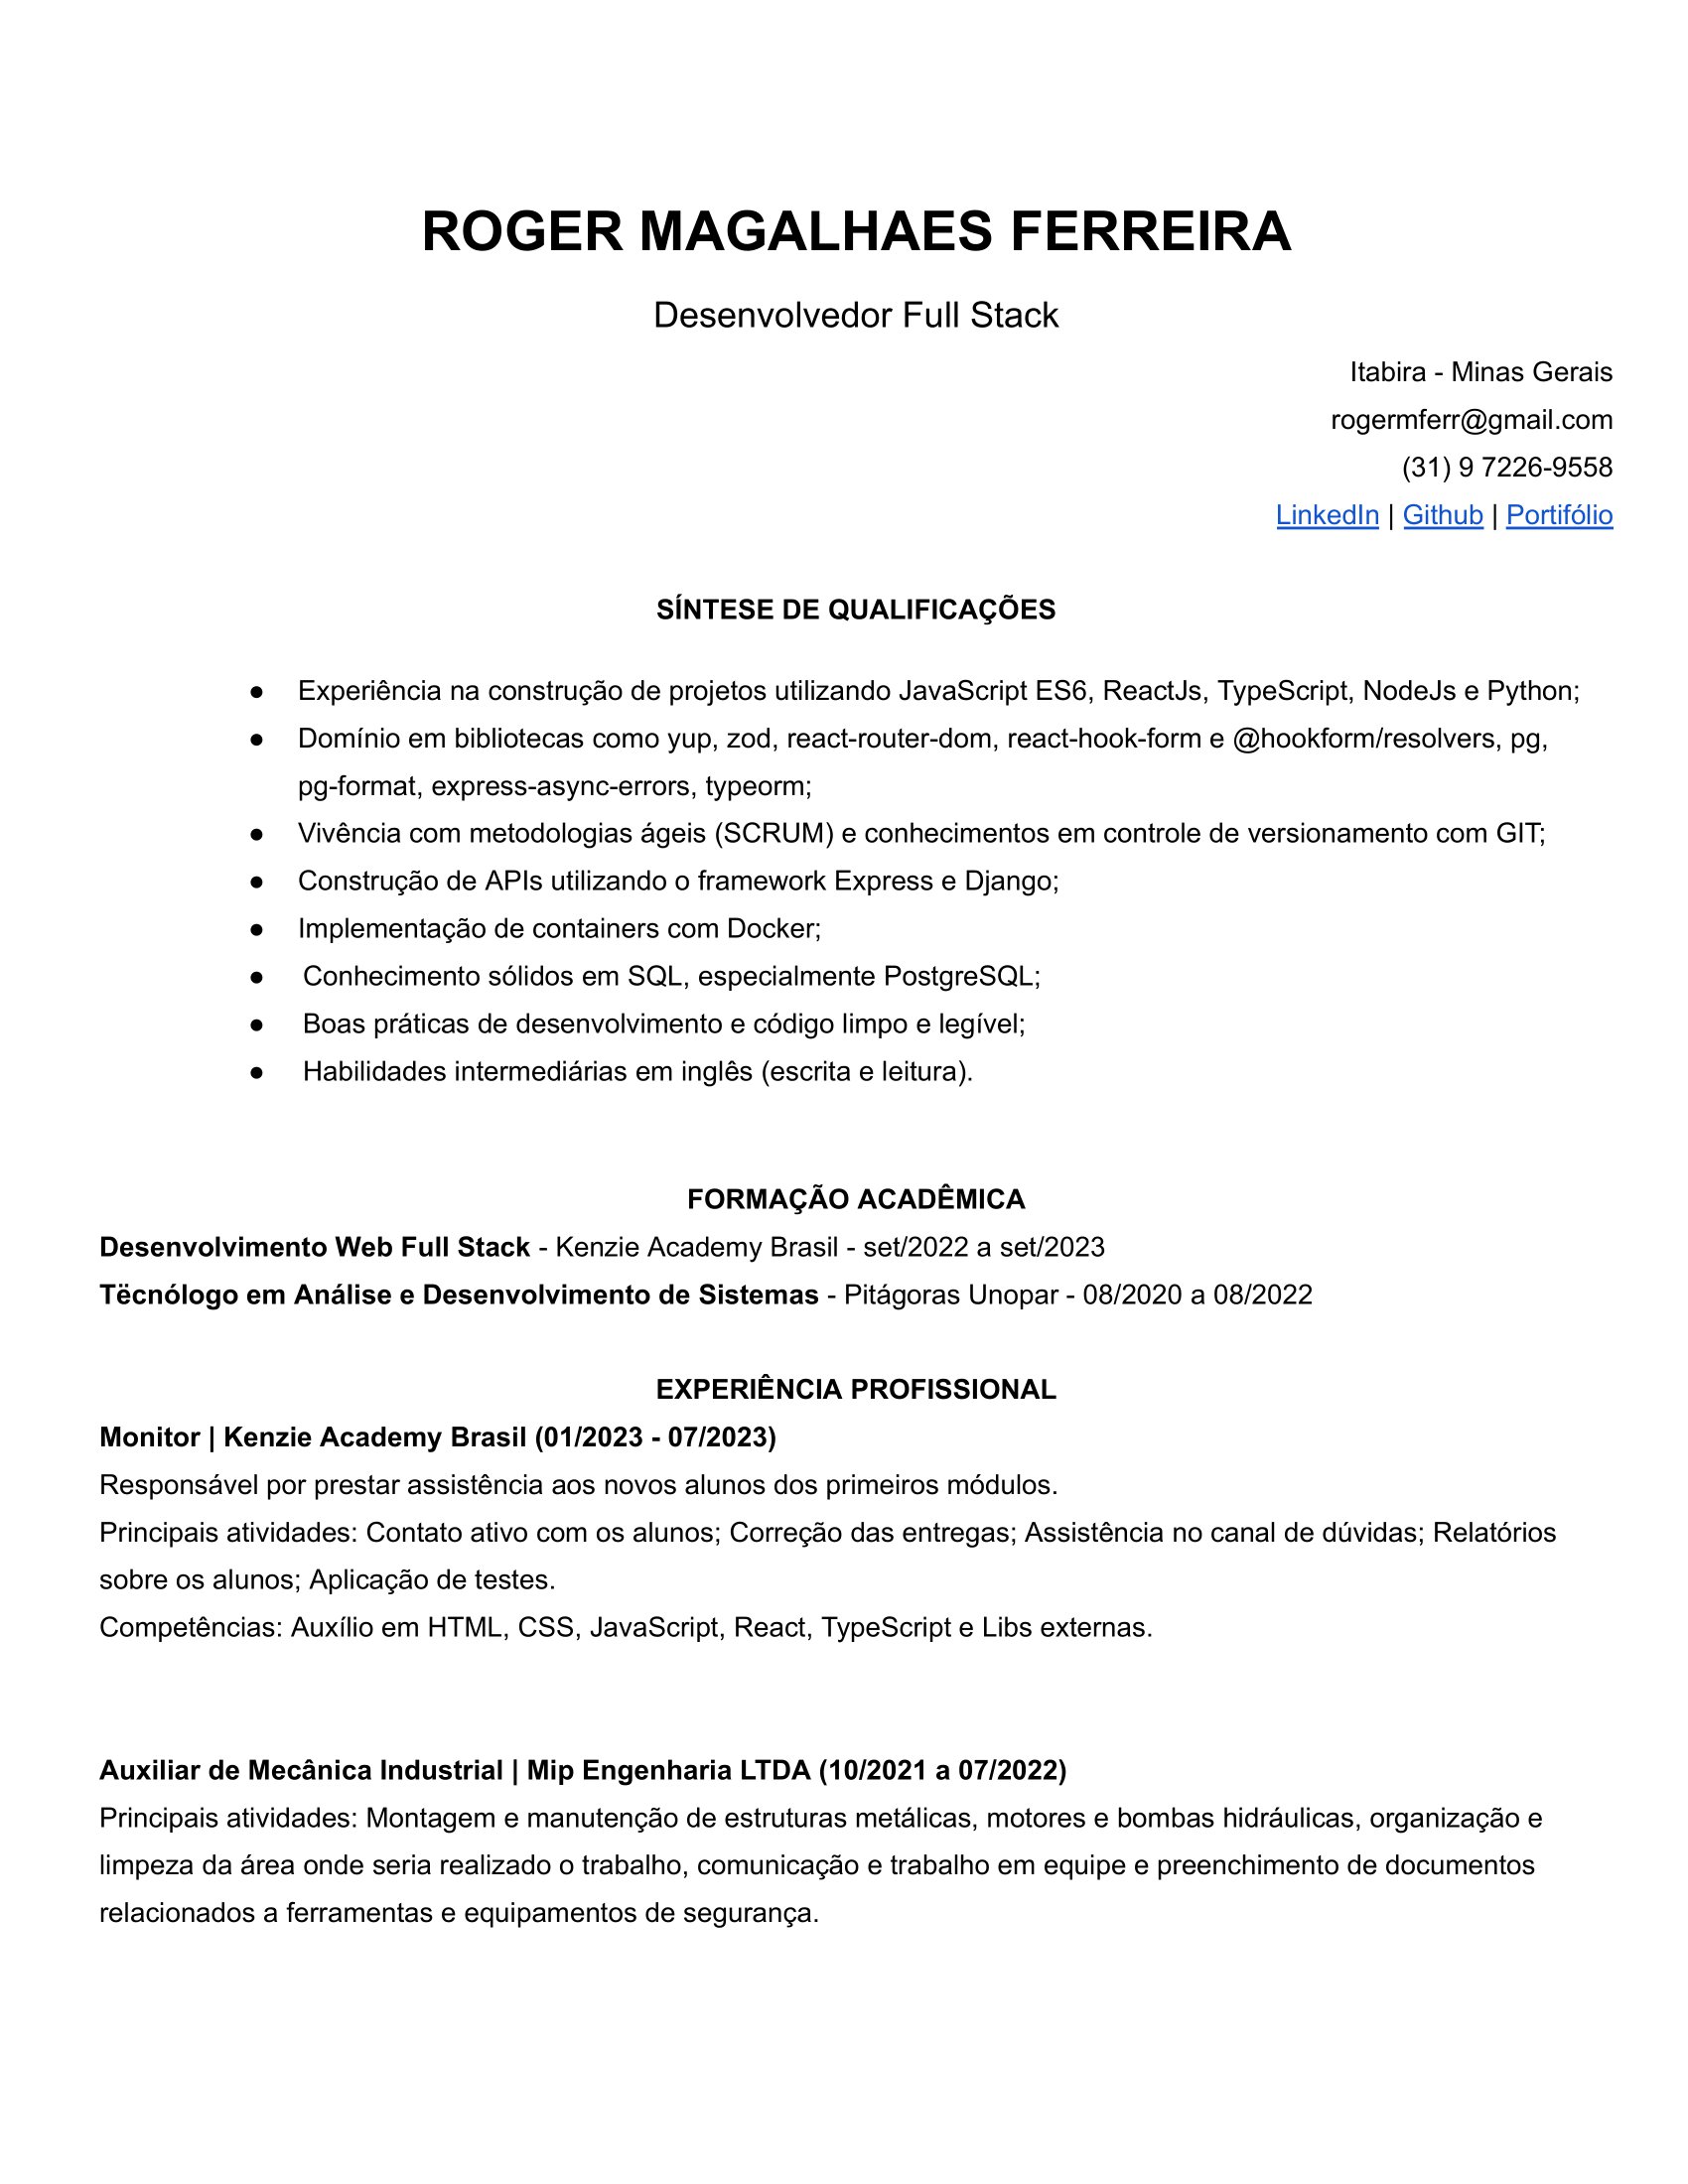 ROGER MAGALHAES FERREIRA
Desenvolvedor Full Stack
Itabira - Minas Gerais
rogermferr@gmail.com
(31) 9 7226-9558
LinkedIn | Github | Portifólio
SÍNTESE DE QUALIFICAÇÕES
● Experiência na construção de projetos utilizando JavaScript ES6, ReactJs, TypeScript, NodeJs e Python;
● Domínio em bibliotecas como yup, zod, react-router-dom, react-hook-form e @hookform/resolvers, pg,
pg-format, express-async-errors, typeorm;
● Vivência com metodologias ágeis (SCRUM) e conhecimentos em controle de versionamento com GIT;
● Construção de APIs utilizando o framework Express e Django;
● Implementação de containers com Docker;
● Conhecimento sólidos em SQL, especialmente PostgreSQL;
● Boas práticas de desenvolvimento e código limpo e legível;
● Habilidades intermediárias em inglês (escrita e leitura).
FORMAÇÃO ACADÊMICA
Desenvolvimento Web Full Stack - Kenzie Academy Brasil - set/2022 a set/2023
Tëcnólogo em Análise e Desenvolvimento de Sistemas - Pitágoras Unopar - 08/2020 a 08/2022
EXPERIÊNCIA PROFISSIONAL
Monitor | Kenzie Academy Brasil (01/2023 - 07/2023)
Responsável por prestar assistência aos novos alunos dos primeiros módulos.
Principais atividades: Contato ativo com os alunos; Correção das entregas; Assistência no canal de dúvidas; Relatórios
sobre os alunos; Aplicação de testes.
Competências: Auxílio em HTML, CSS, JavaScript, React, TypeScript e Libs externas.
Auxiliar de Mecânica Industrial | Mip Engenharia LTDA (10/2021 a 07/2022)
Principais atividades: Montagem e manutenção de estruturas metálicas, motores e bombas hidráulicas, organização e
limpeza da área onde seria realizado o trabalho, comunicação e trabalho em equipe e preenchimento de documentos
relacionados a ferramentas e equipamentos de segurança.